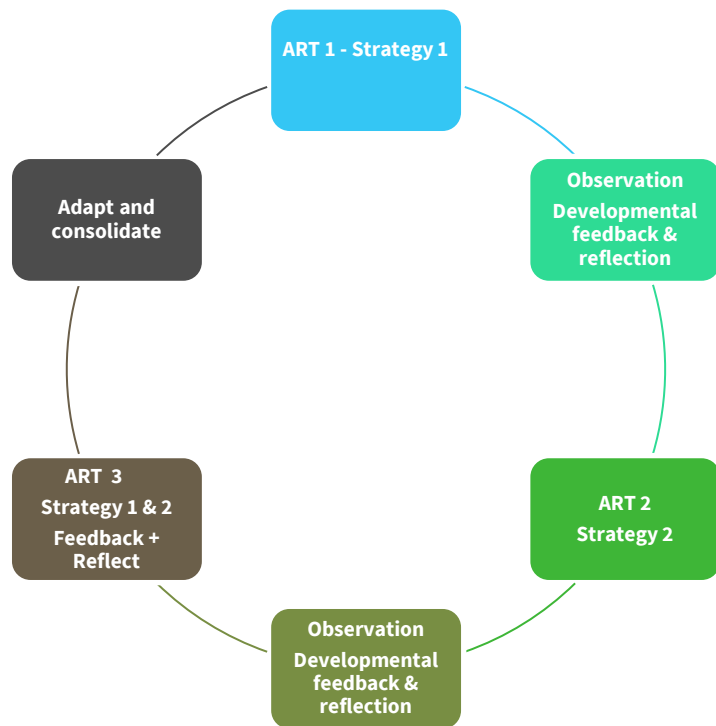 ART 1 - Strategy 1
Observation
Developmental
feedback &
reflection
ART 2
Strategy 2
Observation
Developmental
feedback &
reflection
ART 3
Strategy 1 & 2
Feedback +
Reflect
Adapt and
consolidate